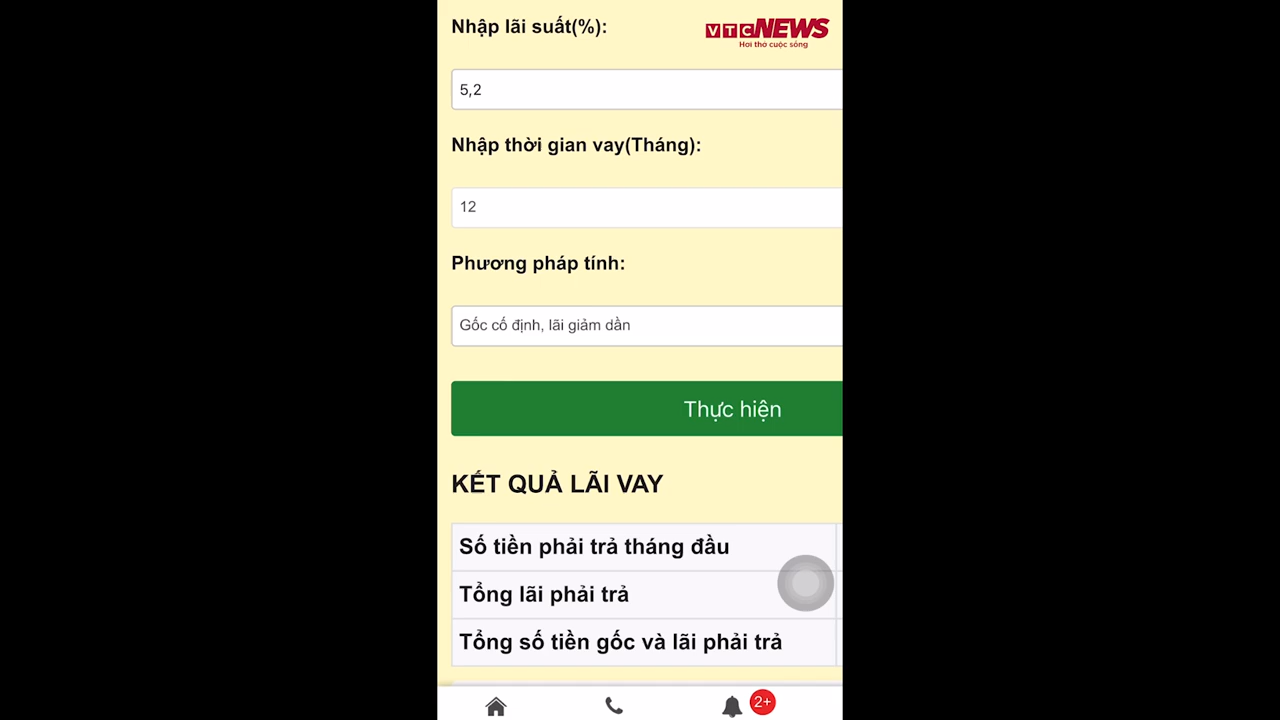 Nhập lãi suất(%):
VTC NEWS
Hơi thở cuộc sống
5,2
Nhập thời gian vay(Tháng):
12
Phương pháp tính:
Gốc cố định, lãi giảm dần
Thực hiện
KẾT QUẢ LÃI VAY
Số tiền phải trả tháng đầu
Tổng lãi phải trả
Tổng số tiền gốc và lãi phải trả
2+